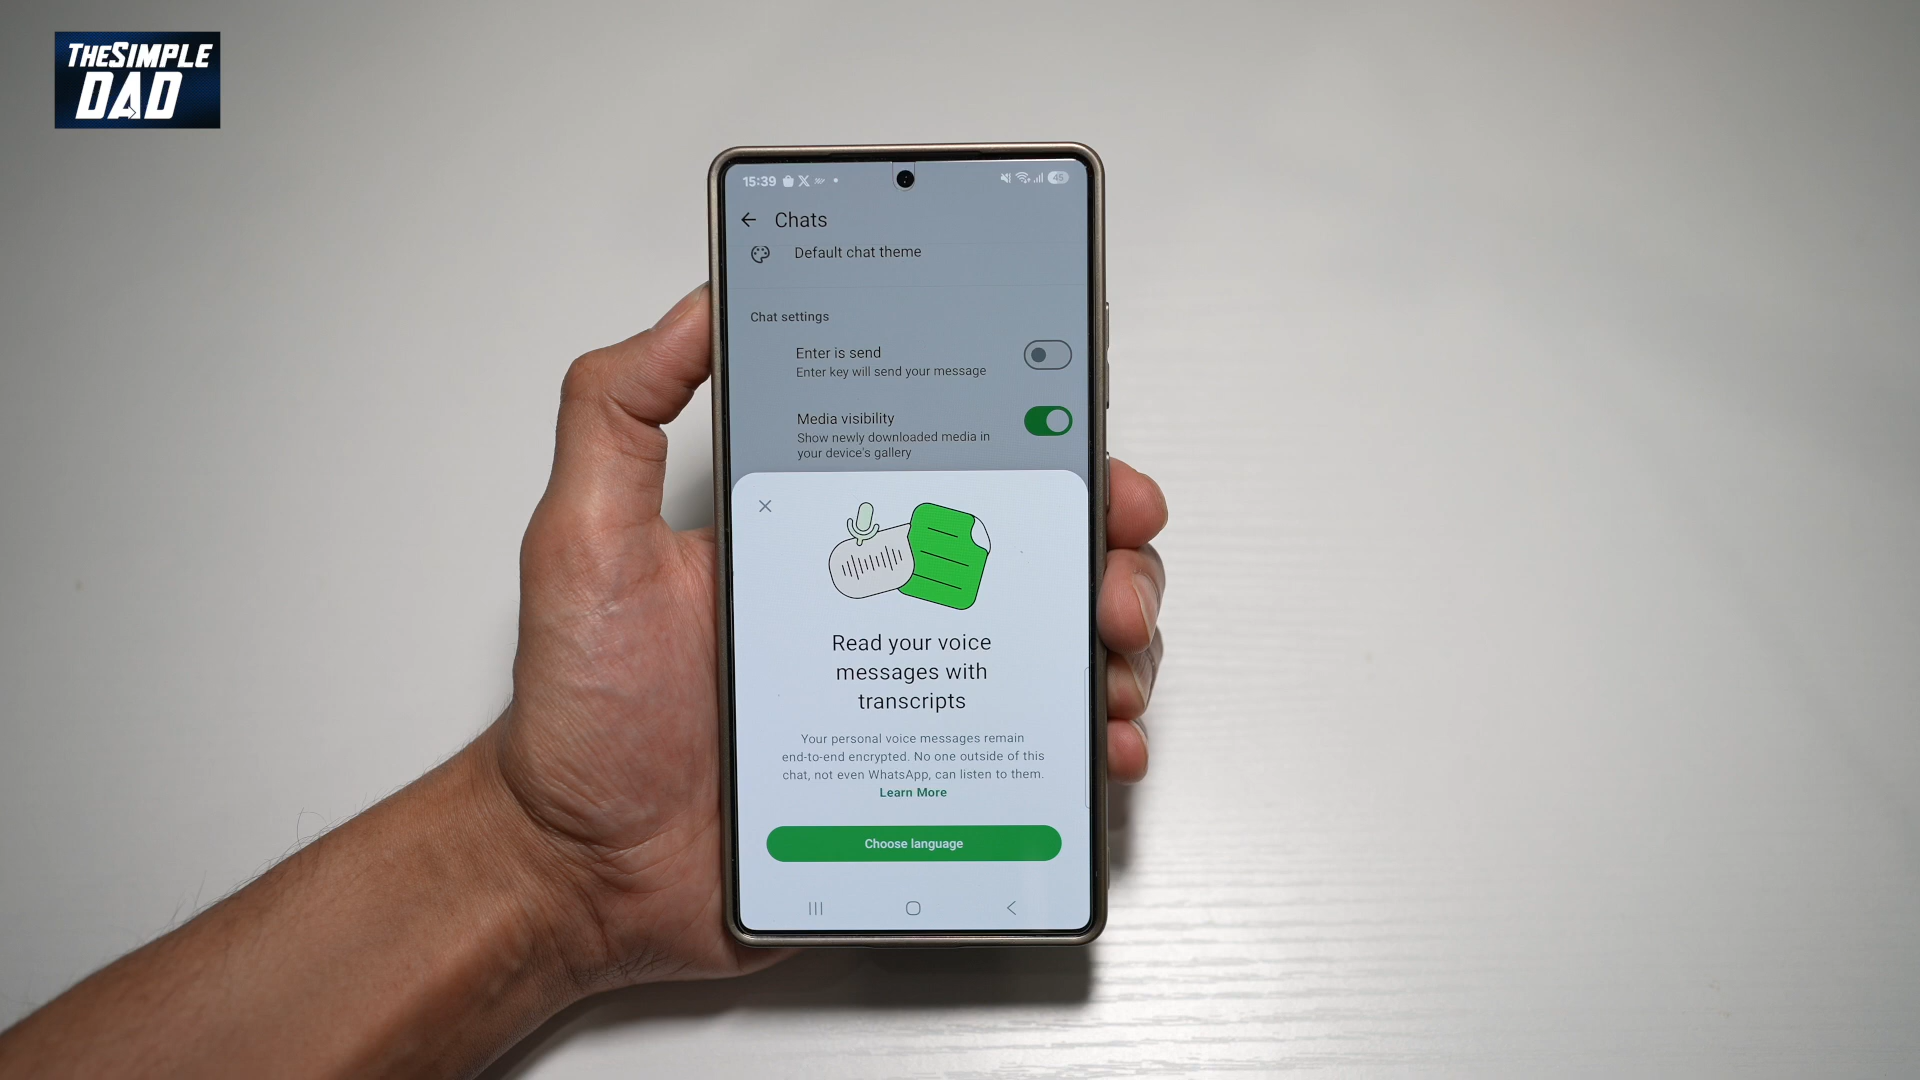 THESIMPLE
DAD
15:39
45
Chats
Default chat theme
Chat settings
Enter is send
Enter key will send your message
Media visibility
Show newly downloaded media in
your device's gallery
Read your voice
messages with
transcripts
Your personal voice messages remain
end-to-end encrypted. No one outside of this
chat, not even WhatsApp, can listen to them.
Learn More
Choose language